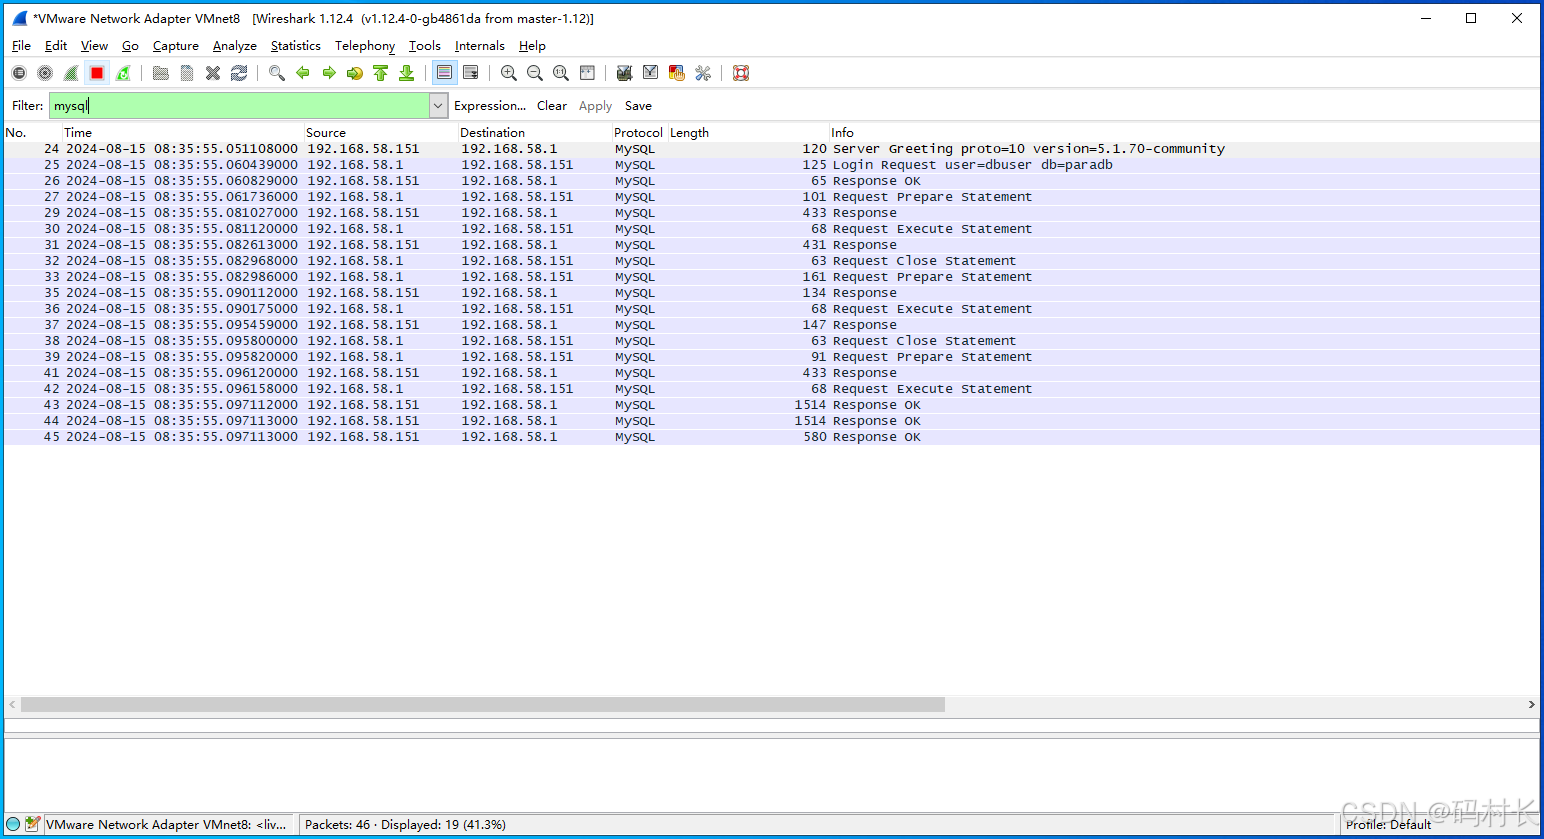 *VMware Network Adapter VMnet8 [Wireshark 1.12.4 (v1.12.4-0-gb4861da from master-1.12)]
File Edit View Go Capture Analyze Statistics Telephony Tools Internals Help
Filter: mysql Expression... Clear Apply Save
No. Time Source Destination Protocol Length Info
24 2024-08-15 08:35:55.051108000 192.168.58.151 192.168.58.1 MySQL 120 Server Greeting proto=10 version=5.1.70-community
25 2024-08-15 08:35:55.060439000 192.168.58.1 192.168.58.151 MySQL 125 Login Request user=dbuser db=paradb
26 2024-08-15 08:35:55.060829000 192.168.58.151 192.168.58.1 MySQL 65 Response OK
27 2024-08-15 08:35:55.061736000 192.168.58.1 192.168.58.151 MySQL 101 Request Prepare Statement
29 2024-08-15 08:35:55.081027000 192.168.58.151 192.168.58.1 MySQL 433 Response
30 2024-08-15 08:35:55.081120000 192.168.58.1 192.168.58.151 MySQL 68 Request Execute Statement
31 2024-08-15 08:35:55.082613000 192.168.58.151 192.168.58.1 MySQL 431 Response
32 2024-08-15 08:35:55.082968000 192.168.58.1 192.168.58.151 MySQL 63 Request Close Statement
33 2024-08-15 08:35:55.082986000 192.168.58.1 192.168.58.151 MySQL 161 Request Prepare Statement
35 2024-08-15 08:35:55.090112000 192.168.58.151 192.168.58.1 MySQL 134 Response
36 2024-08-15 08:35:55.090175000 192.168.58.1 192.168.58.151 MySQL 68 Request Execute Statement
37 2024-08-15 08:35:55.095459000 192.168.58.151 192.168.58.1 MySQL 147 Response
38 2024-08-15 08:35:55.095800000 192.168.58.1 192.168.58.151 MySQL 63 Request Close Statement
39 2024-08-15 08:35:55.095820000 192.168.58.1 192.168.58.151 MySQL 91 Request Prepare Statement
41 2024-08-15 08:35:55.096120000 192.168.58.151 192.168.58.1 MySQL 433 Response
42 2024-08-15 08:35:55.096158000 192.168.58.1 192.168.58.151 MySQL 68 Request Execute Statement
43 2024-08-15 08:35:55.097112000 192.168.58.151 192.168.58.1 MySQL 1514 Response OK
44 2024-08-15 08:35:55.097113000 192.168.58.151 192.168.58.1 MySQL 1514 Response OK
45 2024-08-15 08:35:55.097113000 192.168.58.151 192.168.58.1 MySQL 580 Response OK
VMware Network Adapter VMnet8: <liv... Packets: 46 · Displayed: 19 (41.3%) Profile: Default
CSDN @码村长